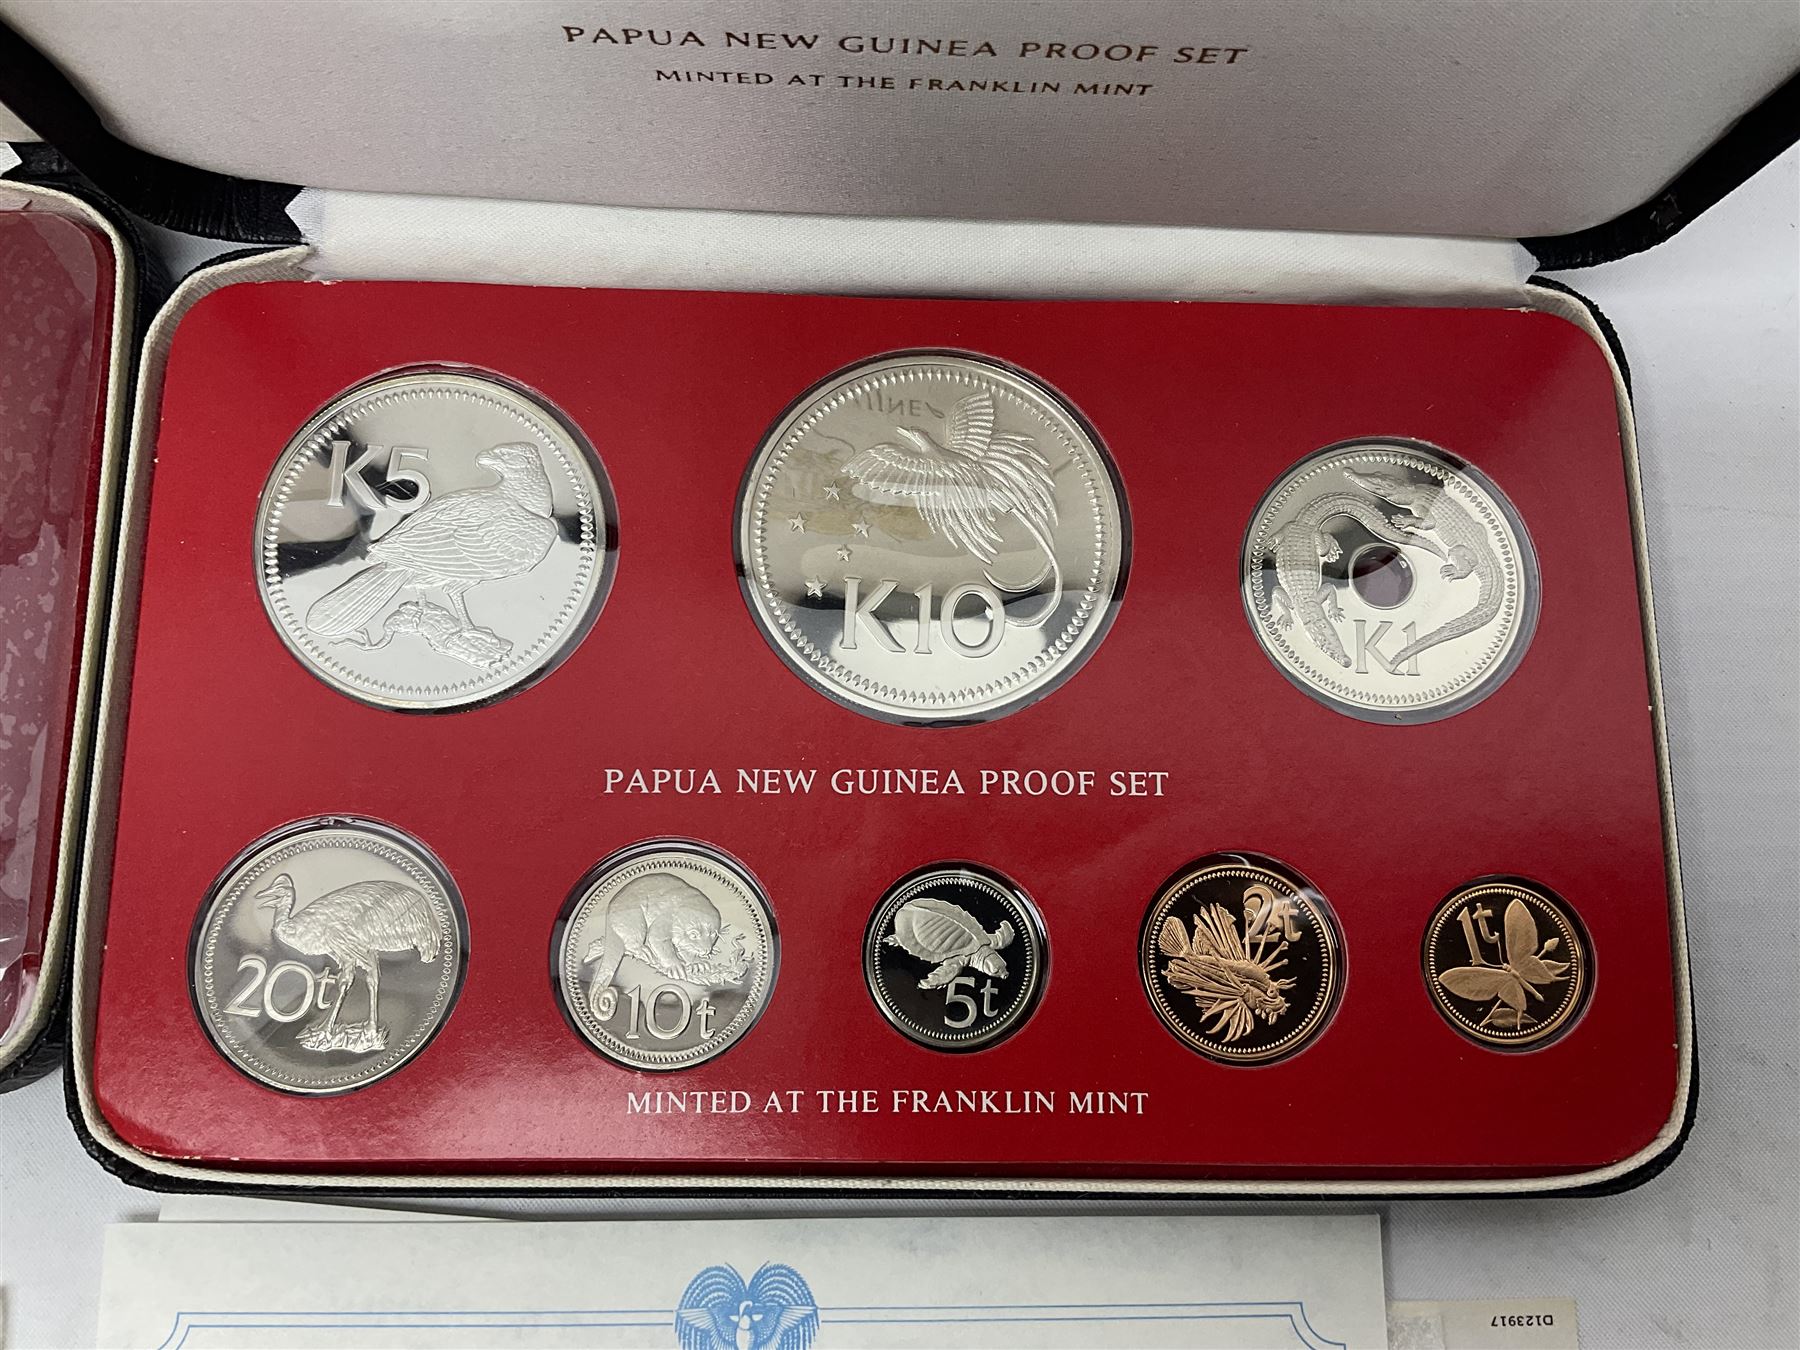 PAPUA NEW GUINEA PROOF SET
MINTED AT THE FRANKLIN MINT
K5
K10
K1
PAPUA NEW GUINEA PROOF SET
20t
10t
5t
2t
1t
MINTED AT THE FRANKLIN MINT
D123917